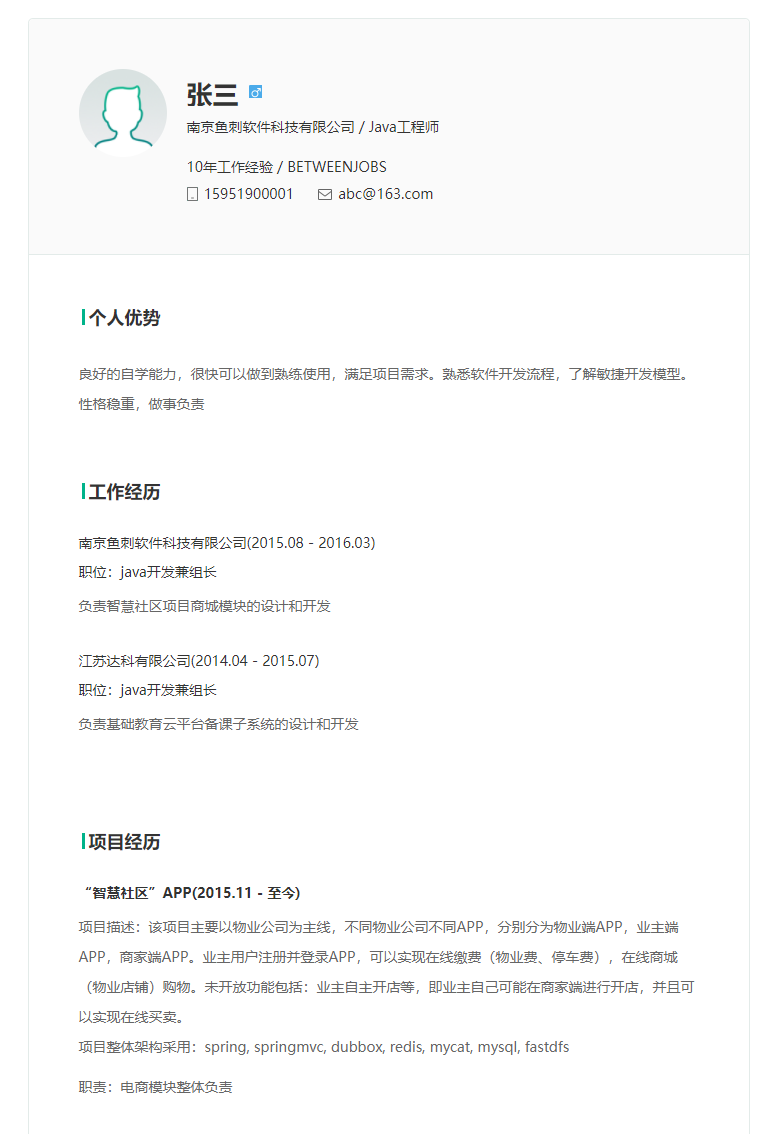 张三
南京鱼刺软件科技有限公司 / Java工程师
10年工作经验 / BETWEENJOBS
15951900001 abc@163.com
个人优势
良好的自学能力，很快可以做到熟练使用，满足项目需求。熟悉软件开发流程，了解敏捷开发模型。
性格稳重，做事负责
工作经历
南京鱼刺软件科技有限公司(2015.08 - 2016.03)
职位：java开发兼组长
负责智慧社区项目商城模块的设计和开发
江苏达科有限公司(2014.04 - 2015.07)
职位：java开发兼组长
负责基础教育云平台备课子系统的设计和开发
项目经历
“智慧社区”APP(2015.11 - 至今)
项目描述：该项目主要以物业公司为主线，不同物业公司不同APP，分别分为物业端APP，业主端
APP，商家端APP。业主用户注册并登录APP，可以实现在线缴费（物业费、停车费），在线商城
（物业店铺）购物。未开放功能包括：业主自主开店等，即业主自己可能在商家端进行开店，并且可
以实现在线买卖。
项目整体架构采用：spring, springmvc, dubbox, redis, mycat, mysql, fastdfs
职责：电商模块整体负责